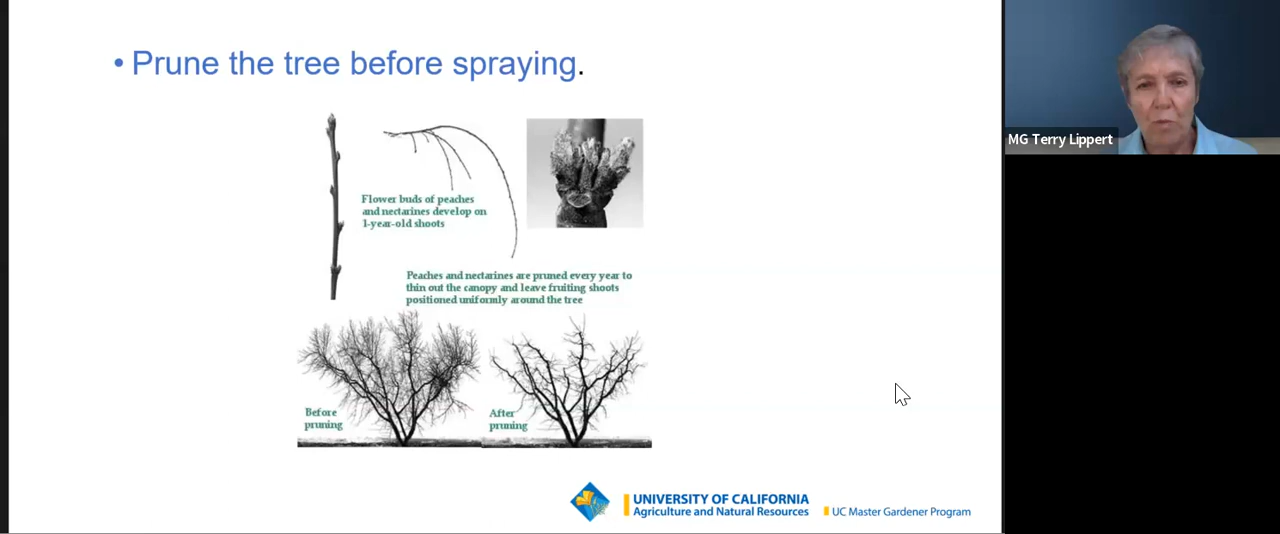 • Prune the tree before spraying.
MG Terry Lippert
Flower buds of peaches
and nectarines develop on
1-year-old shoots
Peaches and nectarines are pruned every year to
thin out the canopy and leave fruiting shoots
positioned uniformly around the tree
Before
pruning
After
pruning
UNIVERSITY OF CALIFORNIA
Agriculture and Natural Resources
UC Master Gardener Program